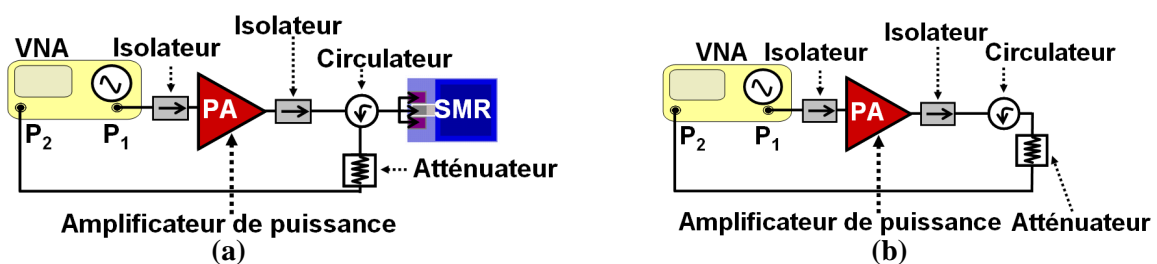 Isolateur
VNA
Isolateur
Circulateur
PA
SMR
P2
P1
Atténuateur
Amplificateur de puissance
(a)
Isolateur
VNA
Isolateur
Circulateur
PA
P2
P1
Amplificateur de puissance
Atténuateur
(b)